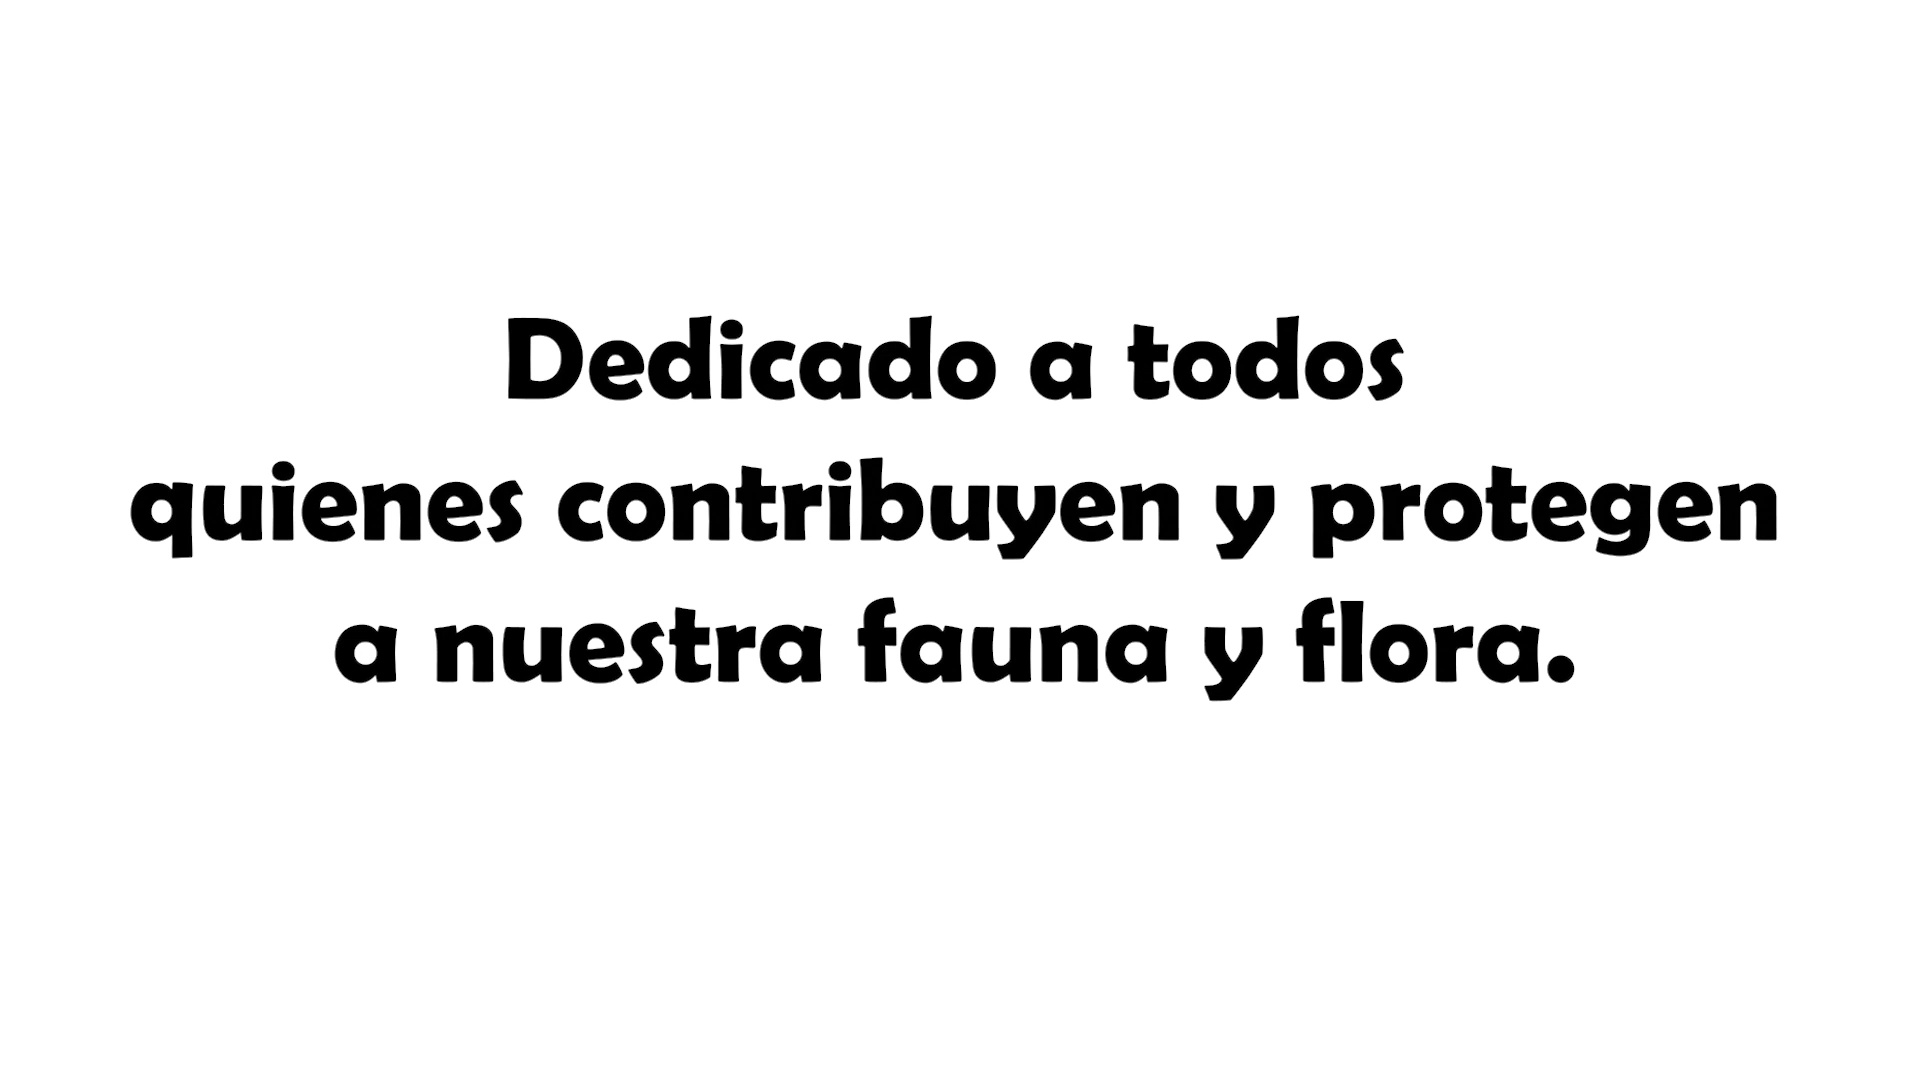 Dedicado a todos
quienes contribuyen y protegen
a nuestra fauna y flora.